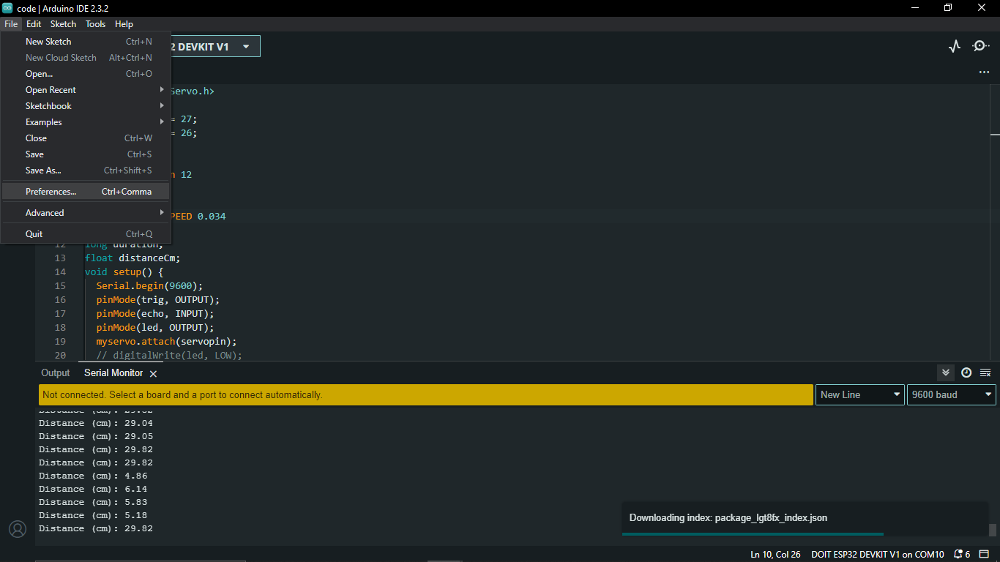 code | Arduino IDE 2.3.2
File Edit Sketch Tools Help
New Sketch Ctrl+N
New Cloud Sketch Alt+Ctrl+N
Open... Ctrl+O
Open Recent
Sketchbook
Examples
Close Ctrl+W
Save Ctrl+S
Save As... Ctrl+Shift+S
Preferences... Ctrl+Comma
Advanced
Quit Ctrl+Q
2 DEVKIT V1
Servo.h>
= 27;
= 26;
n 12
PEED 0.034
12 long duration;
13 float distanceCm;
14 void setup() {
15 Serial.begin(9600);
16 pinMode(trig, OUTPUT);
17 pinMode(echo, INPUT);
18 pinMode(led, OUTPUT);
19 myservo.attach(servopin);
20 // digitalWrite(led, LOW);
Output Serial Monitor
Not connected. Select a board and a port to connect automatically.
New Line 9600 baud
Distance (cm): 29.04
Distance (cm): 29.05
Distance (cm): 29.82
Distance (cm): 29.82
Distance (cm): 4.86
Distance (cm): 6.14
Distance (cm): 5.83
Distance (cm): 5.18
Distance (cm): 29.82
Downloading index: package_lgt8fx_index.json
Ln 10, Col 26 DOIT ESP32 DEVKIT V1 on COM10 6